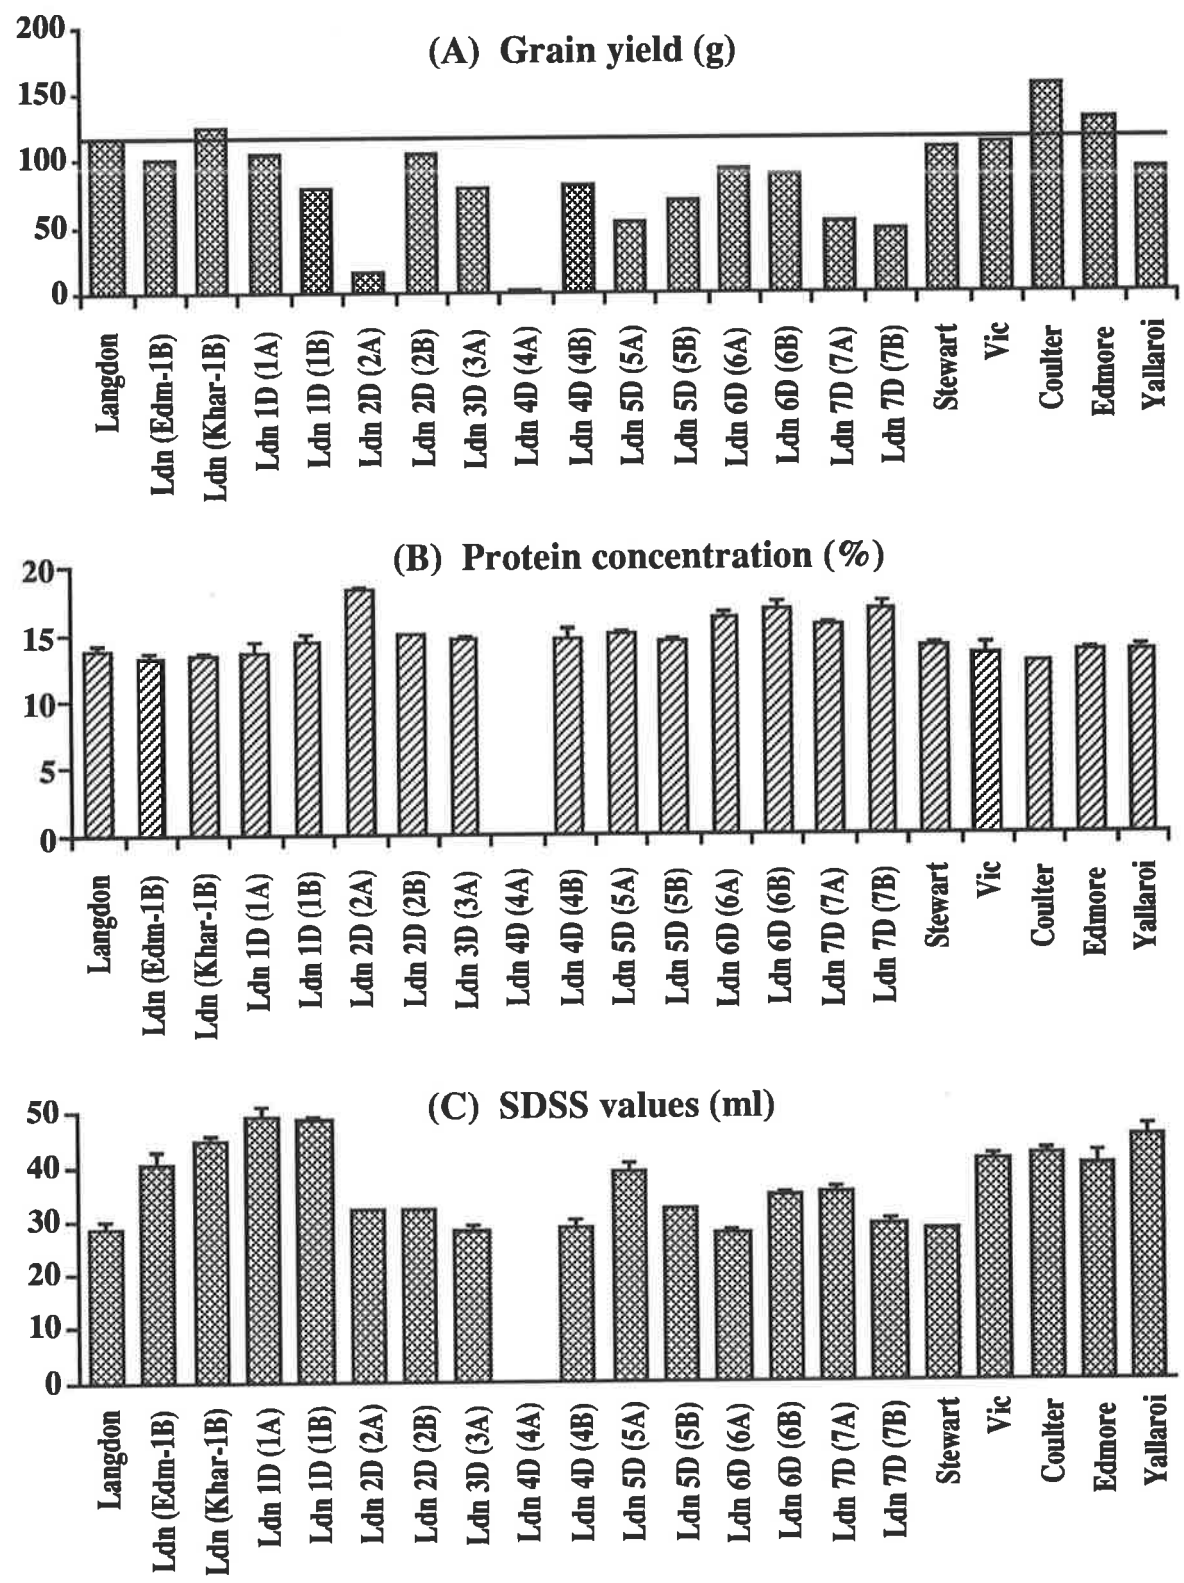 (A) Grain yield (g)
200
150
100
50
0
Langdon
Ldn (Edm-1B)
Ldn (Khar-1B)
Ldn 1D (1A)
Ldn 1D (1B)
Ldn 2D (2A)
Ldn 2D (2B)
Ldn 3D (3A)
Ldn 4D (4A)
Ldn 4D (4B)
Ldn 5D (5A)
Ldn 5D (5B)
Ldn 6D (6A)
Ldn 6D (6B)
Ldn 7D (7A)
Ldn 7D (7B)
Stewart
Vic
Coulter
Edmore
Yallaroi
(B) Protein concentration (%)
20
15
10
5
0
Langdon
Ldn (Edm-1B)
Ldn (Khar-1B)
Ldn 1D (1A)
Ldn 1D (1B)
Ldn 2D (2A)
Ldn 2D (2B)
Ldn 3D (3A)
Ldn 4D (4A)
Ldn 4D (4B)
Ldn 5D (5A)
Ldn 5D (5B)
Ldn 6D (6A)
Ldn 6D (6B)
Ldn 7D (7A)
Ldn 7D (7B)
Stewart
Vic
Coulter
Edmore
Yallaroi
(C) SDSS values (ml)
50
40
30
20
10
0
Langdon
Ldn (Edm-1B)
Ldn (Khar-1B)
Ldn 1D (1A)
Ldn 1D (1B)
Ldn 2D (2A)
Ldn 2D (2B)
Ldn 3D (3A)
Ldn 4D (4A)
Ldn 4D (4B)
Ldn 5D (5A)
Ldn 5D (5B)
Ldn 6D (6A)
Ldn 6D (6B)
Ldn 7D (7A)
Ldn 7D (7B)
Stewart
Vic
Coulter
Edmore
Yallaroi